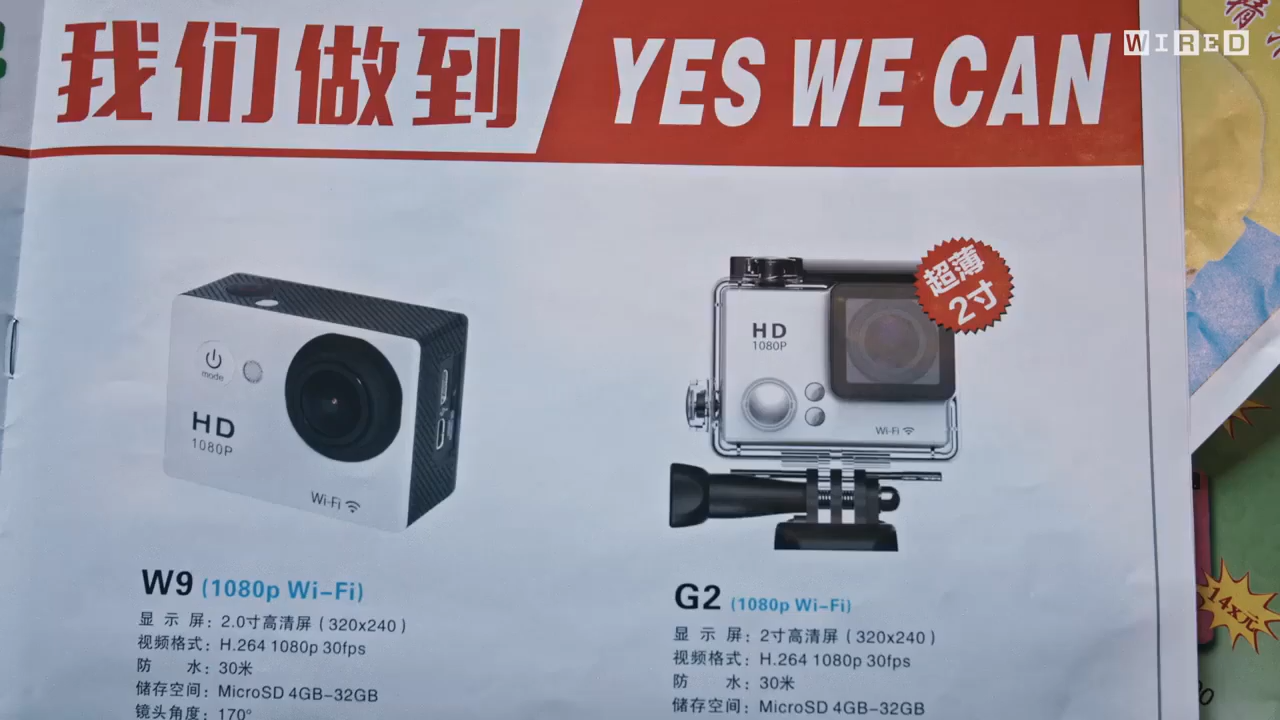 我们做到 YES WE CAN
WIRED
超薄
2寸
mode
HD
1080P
Wi-Fi
HD
1080P
Wi-Fi
W9 (1080p Wi-Fi)
显示屏：2.0寸高清屏（320x240）
视频格式：H.264 1080p 30fps
防水：30米
储存空间：MicroSD 4GB-32GB
镜头角度：170°
G2 (1080p Wi-Fi)
显示屏：2寸高清屏（320x240）
视频格式：H.264 1080p 30fps
防水：30米
储存空间：MicroSD 4GB-32GB
14x元